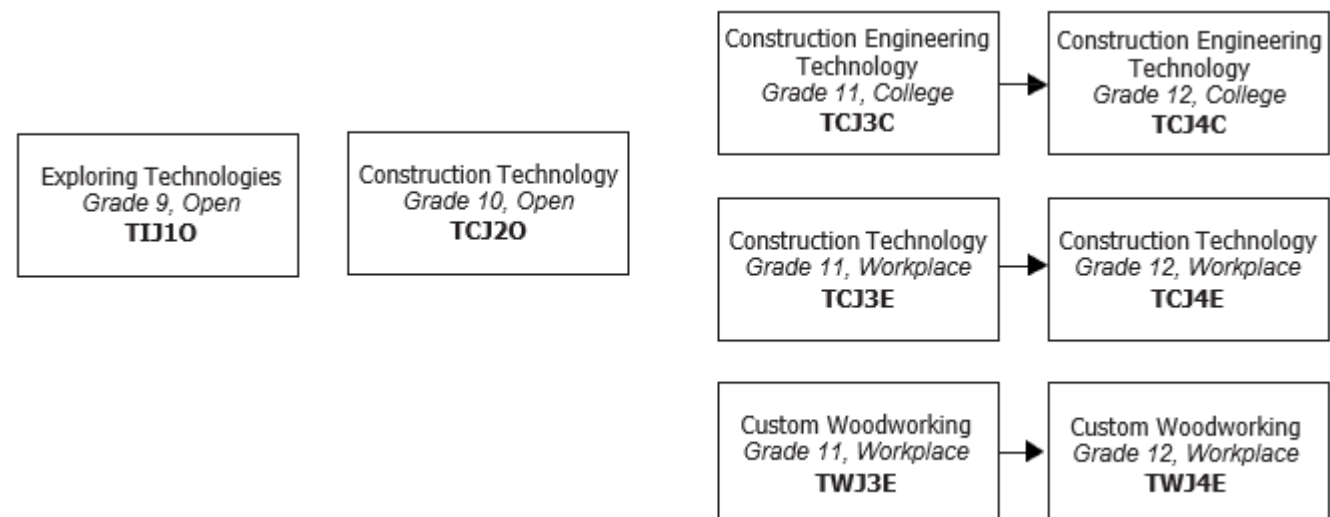 Exploring Technologies
Grade 9, Open
TIJ1O
Construction Technology
Grade 10, Open
TCJ2O
Construction Engineering
Technology
Grade 11, College
TCJ3C
Construction Engineering
Technology
Grade 12, College
TCJ4C
Construction Technology
Grade 11, Workplace
TCJ3E
Construction Technology
Grade 12, Workplace
TCJ4E
Custom Woodworking
Grade 11, Workplace
TWJ3E
Custom Woodworking
Grade 12, Workplace
TWJ4E